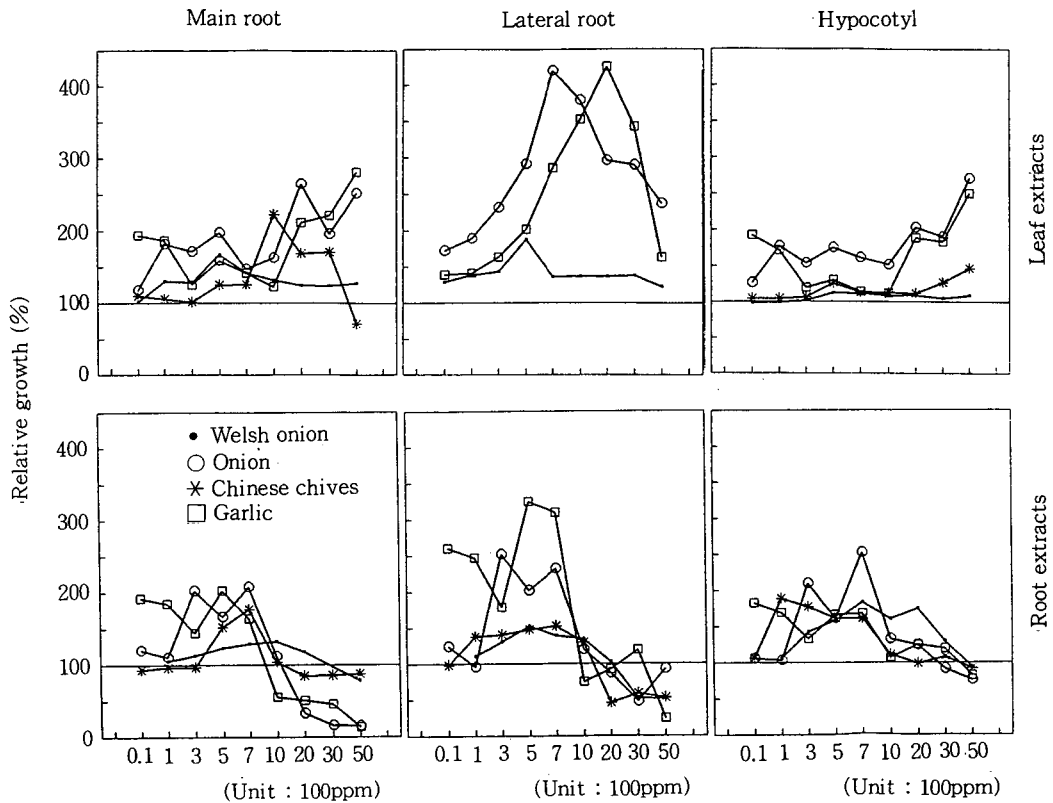 Main root Lateral root Hypocotyl
400
300
200
100
0
Leaf extracts
Relative growth (%)
400
300
200
100
0
• Welsh onion
○ Onion
* Chinese chives
□ Garlic
Root extracts
0.1 1 3 5 7 10 20 30 50 0.1 1 3 5 7 10 20 30 50 0.1 1 3 5 7 10 20 30 50
(Unit : 100ppm) (Unit : 100ppm) (Unit : 100ppm)